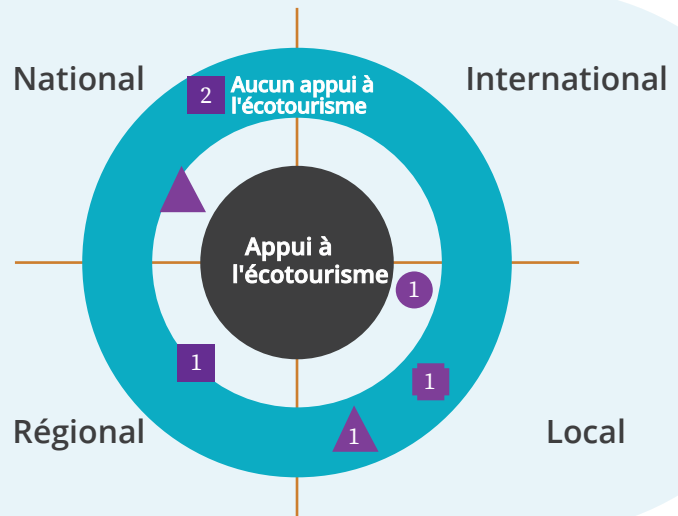 National
International
2
Aucun appui à
l'écotourisme
Appui à
l'écotourisme
1
1
1
1
Régional
Local